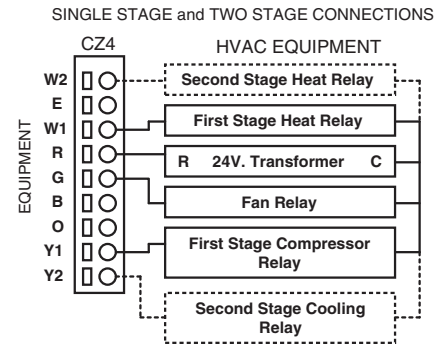 SINGLE STAGE and TWO STAGE CONNECTIONS
CZ4
HVAC EQUIPMENT
EQUIPMENT
W2
E
W1
R
G
B
O
Y1
Y2
Second Stage Heat Relay
First Stage Heat Relay
R 24V. Transformer C
Fan Relay
First Stage Compressor
Relay
Second Stage Cooling
Relay